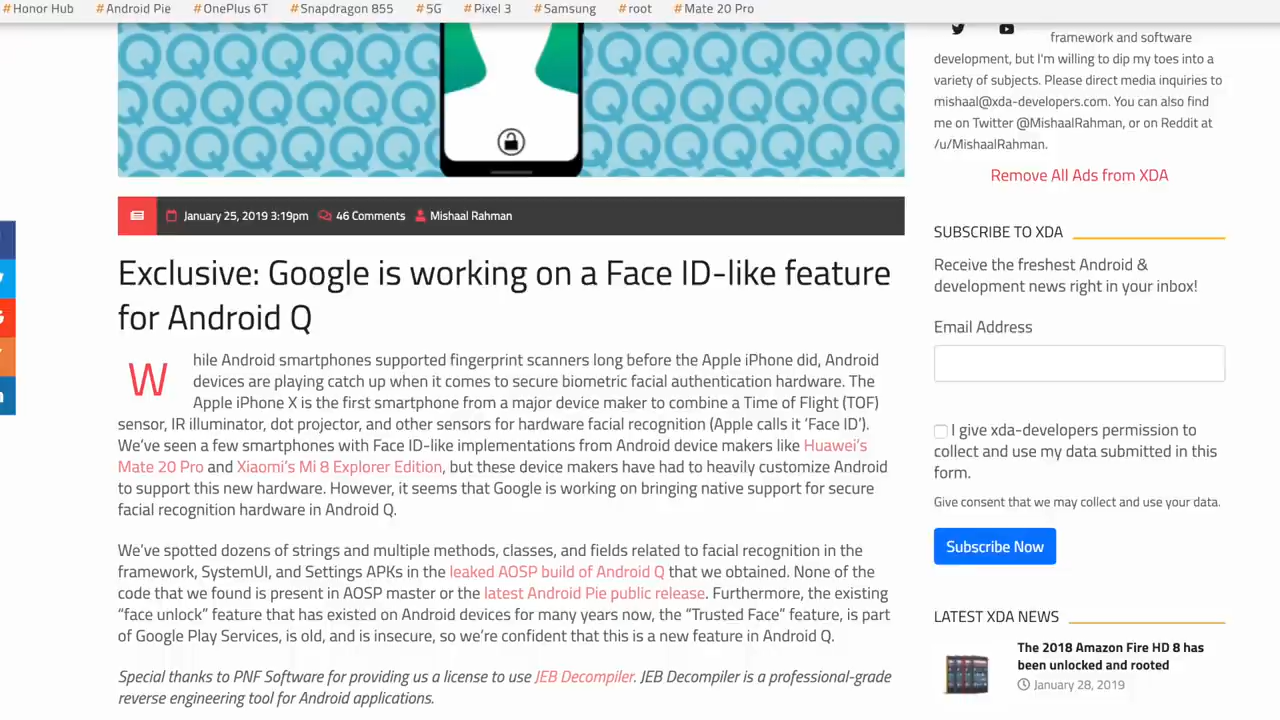 #Honor Hub #Android Pie #OnePlus 6T #Snapdragon 855 #5G #Pixel 3 #Samsung #root #Mate 20 Pro
January 25, 2019 3:19pm 46 Comments Mishaal Rahman
Exclusive: Google is working on a Face ID-like feature
for Android Q
While Android smartphones supported fingerprint scanners long before the Apple iPhone did, Android
devices are playing catch up when it comes to secure biometric facial authentication hardware. The
Apple iPhone X is the first smartphone from a major device maker to combine a Time of Flight (TOF)
sensor, IR illuminator, dot projector, and other sensors for hardware facial recognition (Apple calls it ‘Face ID’).
We’ve seen a few smartphones with Face ID-like implementations from Android device makers like Huawei’s
Mate 20 Pro and Xiaomi’s Mi 8 Explorer Edition, but these device makers have had to heavily customize Android
to support this new hardware. However, it seems that Google is working on bringing native support for secure
facial recognition hardware in Android Q.
We’ve spotted dozens of strings and multiple methods, classes, and fields related to facial recognition in the
framework, SystemUI, and Settings APKs in the leaked AOSP build of Android Q that we obtained. None of the
code that we found is present in AOSP master or the latest Android Pie public release. Furthermore, the existing
“face unlock” feature that has existed on Android devices for many years now, the “Trusted Face” feature, is part
of Google Play Services, is old, and is insecure, so we’re confident that this is a new feature in Android Q.
Special thanks to PNF Software for providing us a license to use JEB Decompiler. JEB Decompiler is a professional-grade
reverse engineering tool for Android applications.
framework and software
development, but I'm willing to dip my toes into a
variety of subjects. Please direct media inquiries to
mishaal@xda-developers.com. You can also find
me on Twitter @MishaalRahman, or on Reddit at
/u/MishaalRahman.
Remove All Ads from XDA
SUBSCRIBE TO XDA
Receive the freshest Android &
development news right in your inbox!
Email Address
I give xda-developers permission to
collect and use my data submitted in this
form.
Give consent that we may collect and use your data.
Subscribe Now
LATEST XDA NEWS
The 2018 Amazon Fire HD 8 has
been unlocked and rooted
January 28, 2019